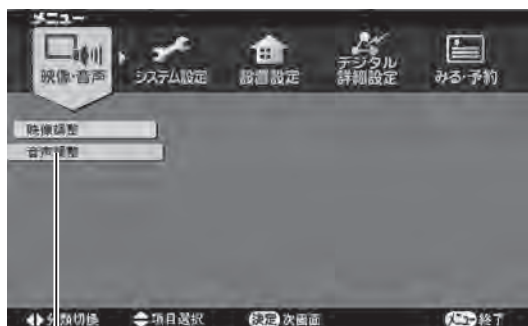 メニュー
映像・音声
システム設定
設置設定
デジタル
詳細設定
みる・予約
映像調整
音声調整
分類切換 項目選択 決定 次画面 メニュー 終了